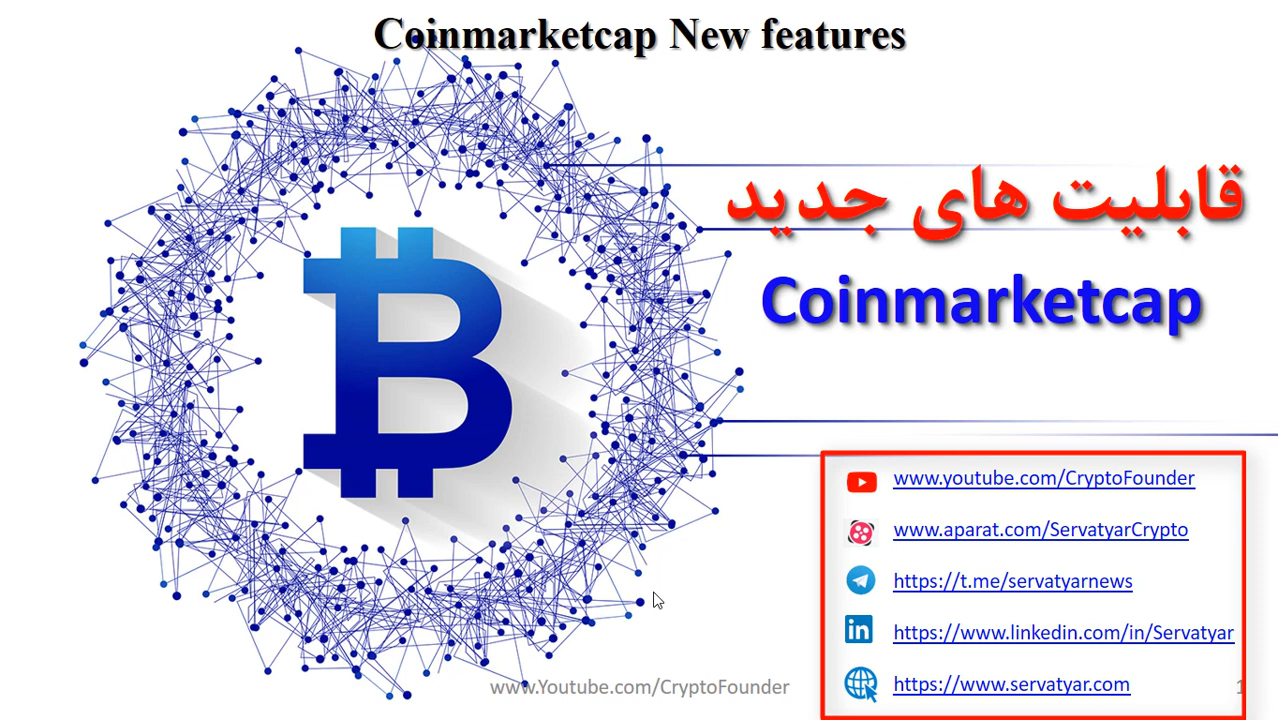 Coinmarketcap New features
قابلیت های جدید
Coinmarketcap
www.youtube.com/CryptoFounder
www.aparat.com/ServatyarCrypto
https://t.me/servatyarnews
https://www.linkedin.com/in/Servatyar
https://www.servatyar.com
www.Youtube.com/CryptoFounder
1